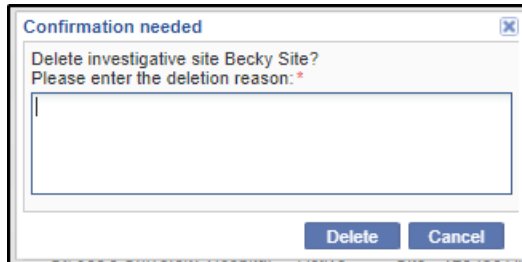 Confirmation needed
Delete investigative site Becky Site?
Please enter the deletion reason:*
Delete Cancel